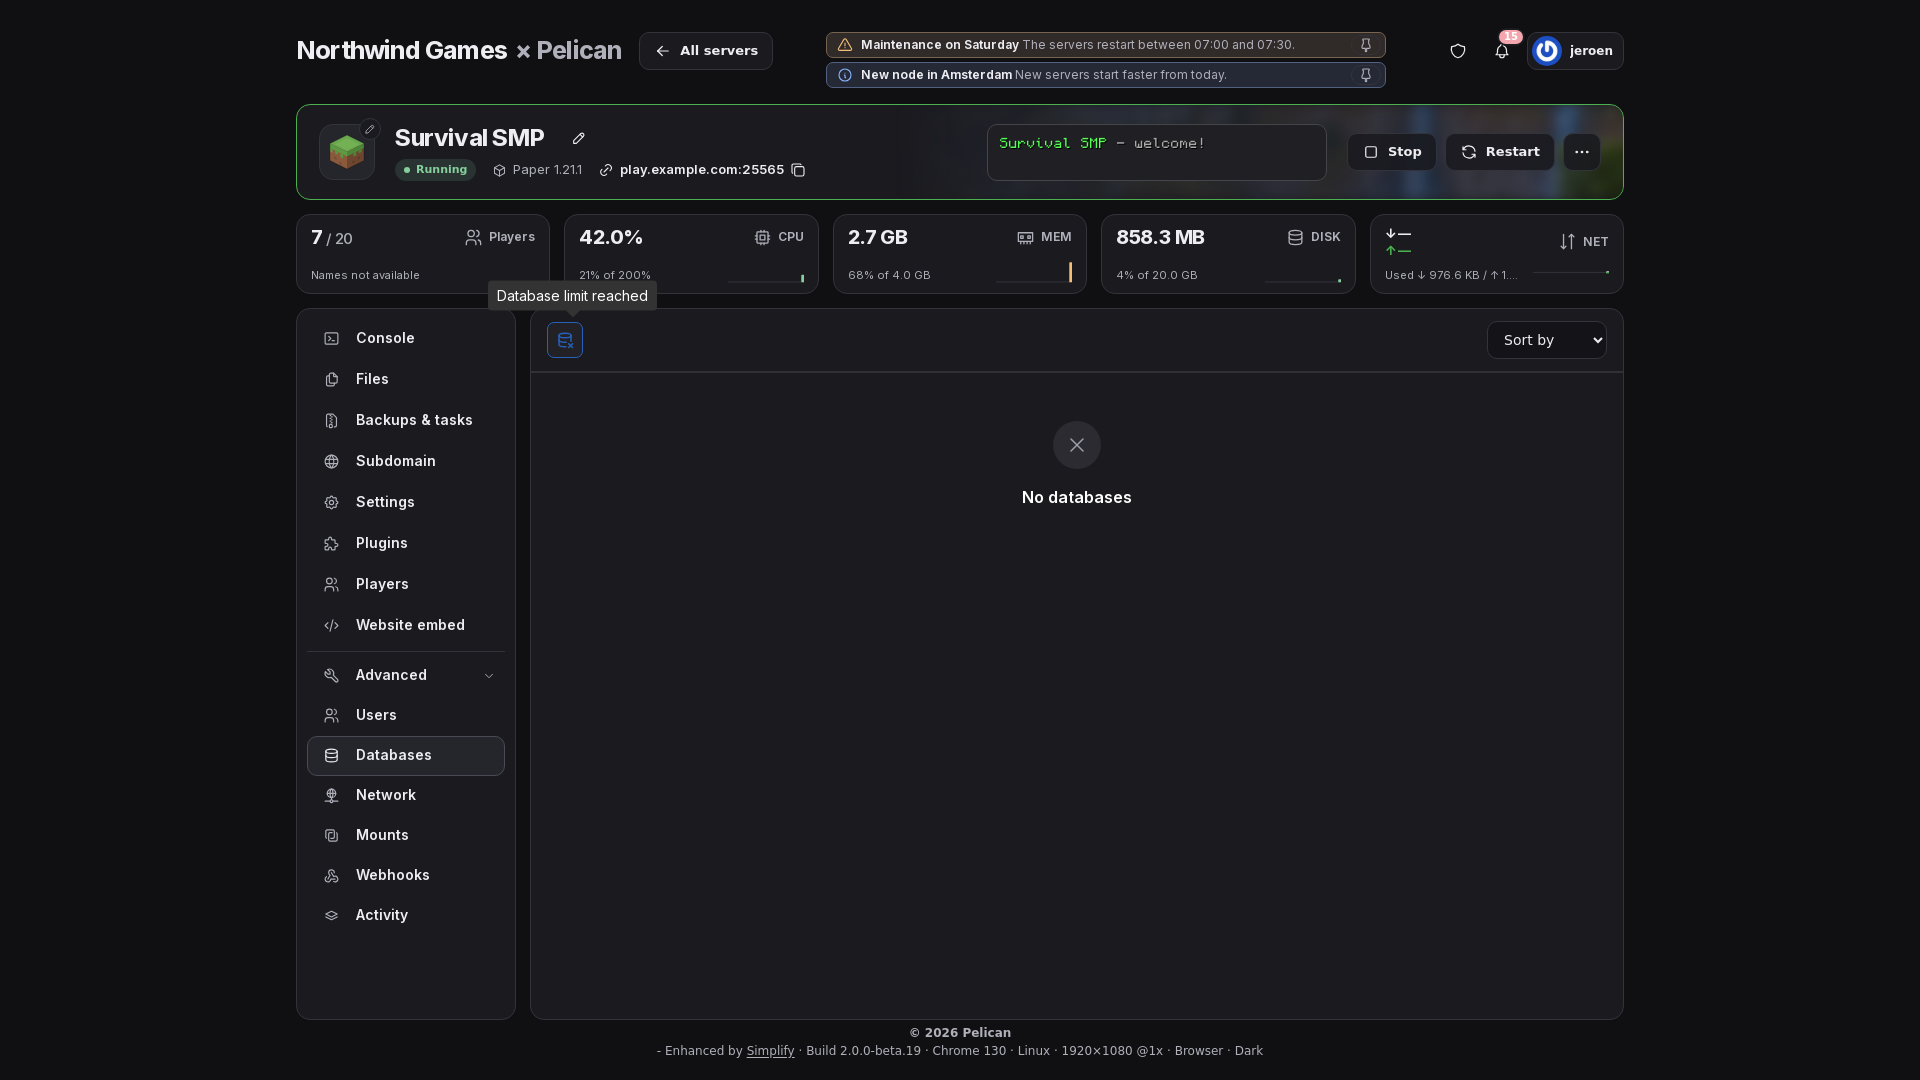 Northwind Games × Pelican
All servers
Maintenance on Saturday The servers restart between 07:00 and 07:30.
New node in Amsterdam New servers start faster from today.
15
jeroen
Survival SMP
Running
Paper 1.21.1
play.example.com:25565
Survival SMP - welcome!
Stop
Restart
7 / 20
Players
Names not available
42.0%
CPU
21% of 200%
2.7 GB
MEM
68% of 4.0 GB
858.3 MB
DISK
4% of 20.0 GB
↓—
↑—
NET
Used ↓ 976.6 KB / ↑ 1....
Database limit reached
Console
Files
Backups & tasks
Subdomain
Settings
Plugins
Players
Website embed
Advanced
Users
Databases
Network
Mounts
Webhooks
Activity
Sort by
No databases
© 2026 Pelican
- Enhanced by Simplify · Build 2.0.0-beta.19 · Chrome 130 · Linux · 1920×1080 @1x · Browser · Dark